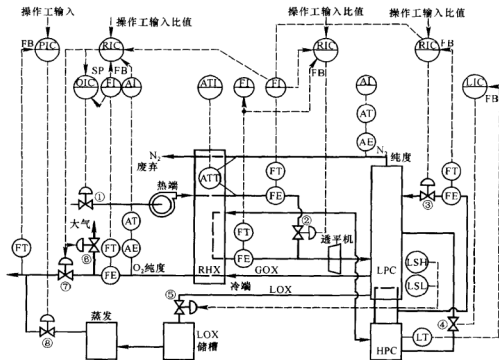 操作工输入
操作工输入比值
操作工输入比值
操作工输入比值
FB
PIC
RIC
RIC
RIC
FB
SP
FB
FB
LIC
FB
OIC
FI
AI
ATI
FI
FI
AI
AT
FT
AE
N₂
纯度
N₂
废弃
ATT
FT
热端
FE
①
②
③
大气
AT
FT
透平机
FT
⑥
FT
AE
FE
LPC
LSH
⑦
FE
O₂纯度
RHX
GOX
LSL
冷端
LOX
⑤
④
⑧
蒸发
LOX
储槽
HPC
LT
FE